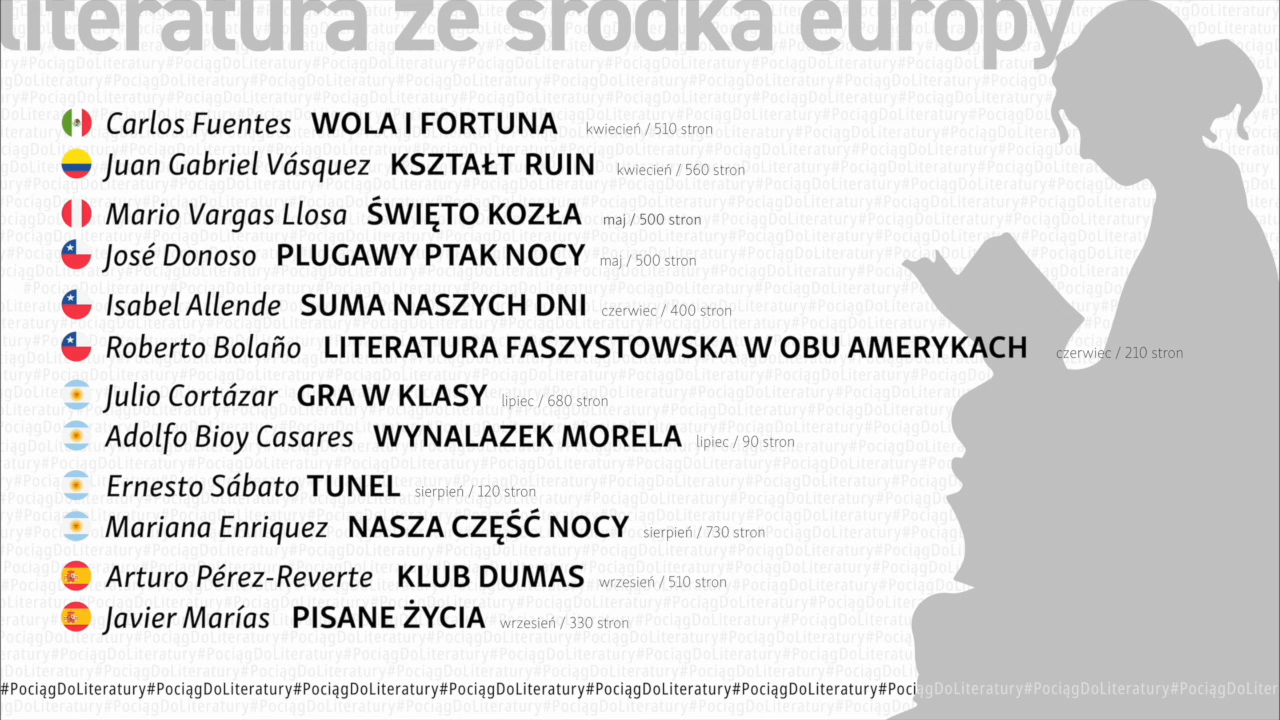 literatura ze środka europy
Carlos Fuentes WOLA I FORTUNA kwiecień / 510 stron
Juan Gabriel Vásquez KSZTAŁT RUIN kwiecień / 560 stron
Mario Vargas Llosa ŚWIĘTO KOZŁA maj / 500 stron
José Donoso PLUGAWY PTAK NOCY maj / 500 stron
Isabel Allende SUMA NASZYCH DNI czerwiec / 400 stron
Roberto Bolaño LITERATURA FASZYSTOWSKA W OBU AMERYKACH czerwiec / 210 stron
Julio Cortázar GRA W KLASY lipiec / 680 stron
Adolfo Bioy Casares WYNALAZEK MORELA lipiec / 90 stron
Ernesto Sábato TUNEL sierpień / 120 stron
Mariana Enriquez NASZA CZĘŚĆ NOCY sierpień / 730 stron
Arturo Pérez-Reverte KLUB DUMAS wrzesień / 510 stron
Javier Marías PISANE ŻYCIA wrzesień / 330 stron
#PociągDoLiteratury#PociągDoLiteratury#PociągDoLiteratury#PociągDoLiteratury#PociągDoLiteratury#PociągDoLiteratury#PociągDoLiteratury#PociągDoLiteratury#PociągDoLiter